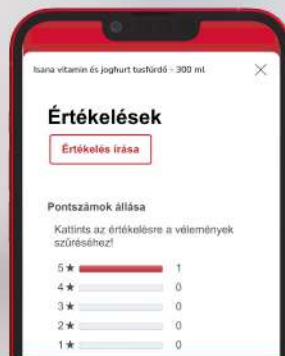 Isana vitamin és joghurt tusfürdő - 300 ml
Értékelések
Értékelés írása
Pontszámok állása
Kattints az értékelésre a vélemények
szűréséhez!
5★ 1
4★ 0
3★ 0
2★ 0
1★ 0